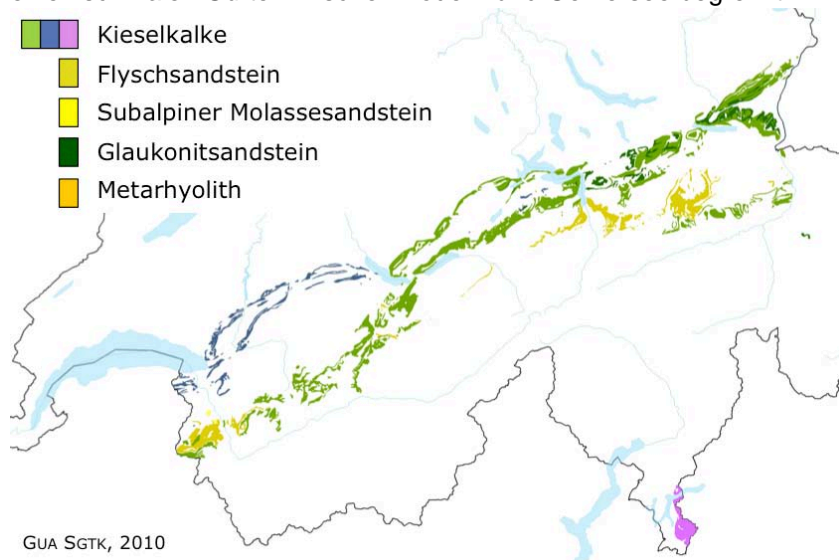 Kieselkalke
Flyschsandstein
Subalpiner Molassesandstein
Glaukonitsandstein
Metarhyolith
GUA SGTK, 2010